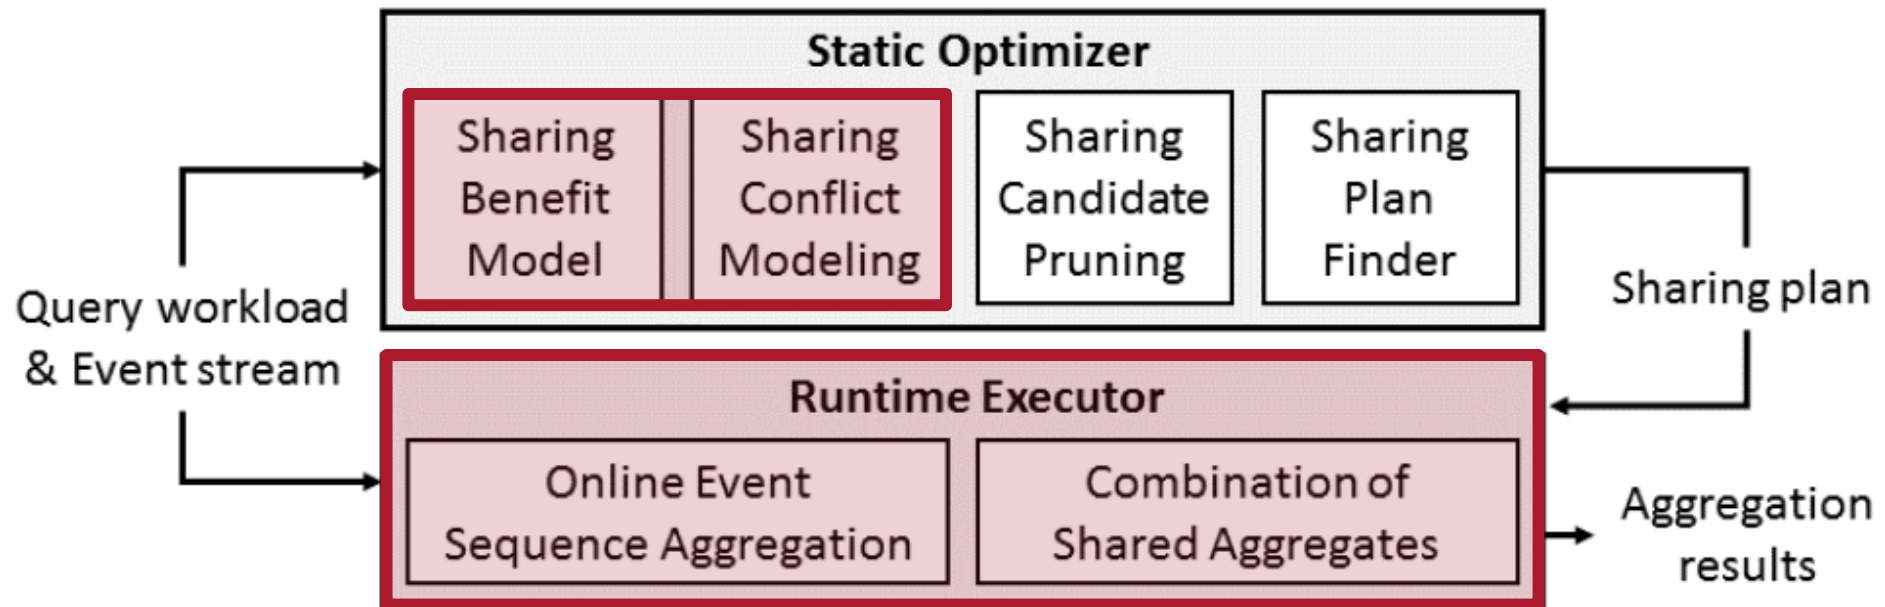 Static Optimizer
Sharing
Benefit
Model
Sharing
Conflict
Modeling
Sharing
Candidate
Pruning
Sharing
Plan
Finder
Query workload
& Event stream
Sharing plan
Runtime Executor
Online Event
Sequence Aggregation
Combination of
Shared Aggregates
Aggregation
results